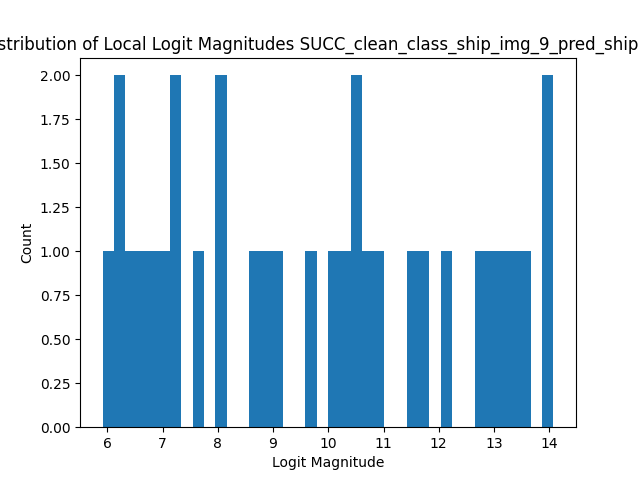 stribution of Local Logit Magnitudes SUCC_clean_class_ship_img_9_pred_ship
2.00
1.75
1.50
1.25
1.00
0.75
0.50
0.25
0.00
Count
6 7 8 9 10 11 12 13 14
Logit Magnitude